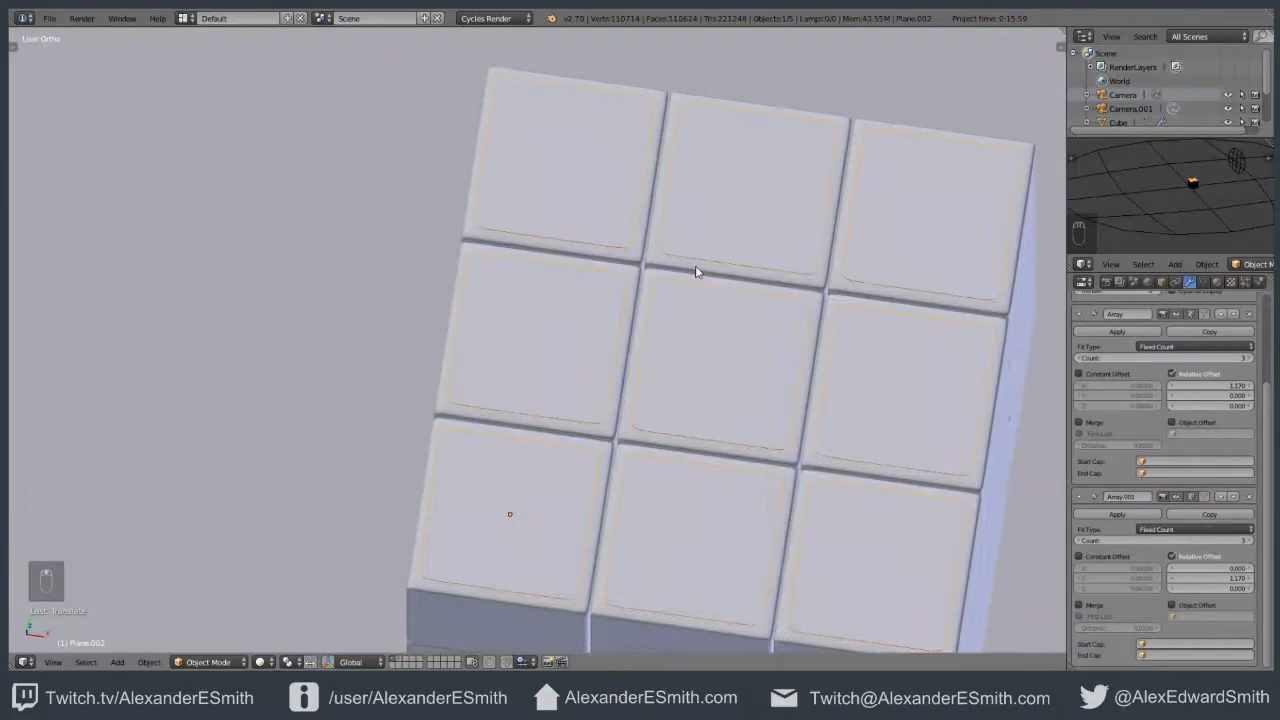 File Render Window Help Default Scene Cycles Render v2.70 | Verts:110714 | Faces:110624 | Tris:221248 | Objects:1/5 | Lamps:0/0 | Mem:43.55M | Plane.002 Project time: 0:15:59
User Ortho
View Search All Scenes
Scene
RenderLayers
World
Camera
Camera.001
Cube
View Select Add Object Object M
Array
Apply Copy
Fit Type: Fixed Count
Count: 3
Constant Offset Relative Offset
1.170
0.000
0.000
Merge Object Offset
Start Cap:
End Cap:
Array.001
Apply Copy
Fit Type: Fixed Count
Count: 3
Constant Offset Relative Offset
0.000
1.170
0.000
Merge Object Offset
Start Cap:
End Cap:
Last: Translate
(1) Plane.002
View Select Add Object Object Mode Global
Twitch.tv/AlexanderESmith /user/AlexanderESmith AlexanderESmith.com Twitch@AlexanderESmith.com @AlexEdwardSmith